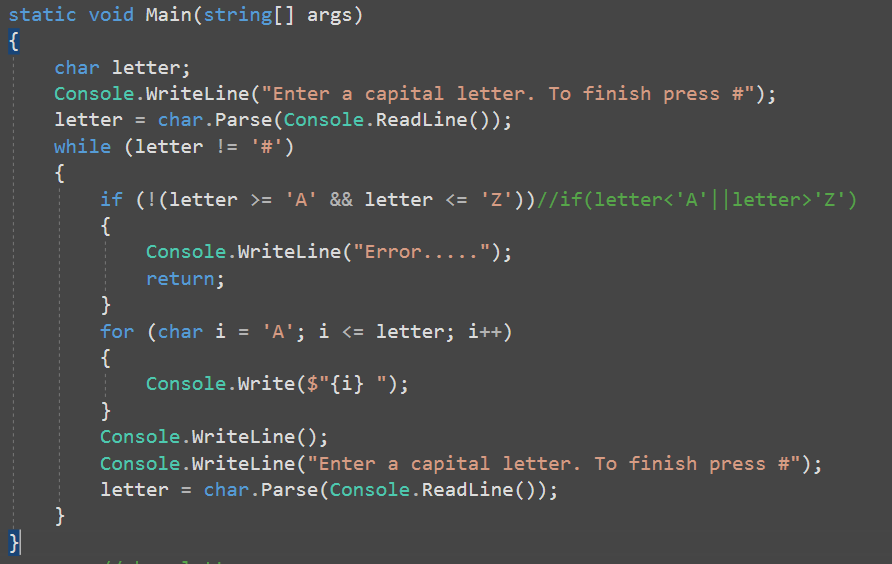 static void Main(string[] args)
{
    char letter;
    Console.WriteLine("Enter a capital letter. To finish press #");
    letter = char.Parse(Console.ReadLine());
    while (letter != '#')
    {
        if (!(letter >= 'A' && letter <= 'Z'))//if(letter<'A'||letter>'Z')
        {
            Console.WriteLine("Error.....");
            return;
        }
        for (char i = 'A'; i <= letter; i++)
        {
            Console.Write($"{i} ");
        }
        Console.WriteLine();
        Console.WriteLine("Enter a capital letter. To finish press #");
        letter = char.Parse(Console.ReadLine());
    }
}